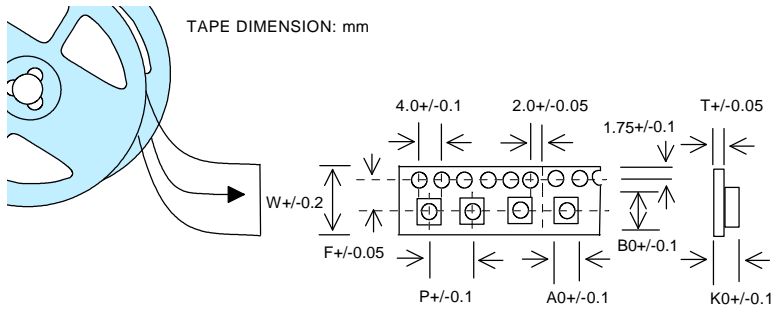 TAPE DIMENSION: mm
4.0+/-0.1
2.0+/-0.05
T+/-0.05
1.75+/-0.1
W+/-0.2
F+/-0.05
B0+/-0.1
P+/-0.1
A0+/-0.1
K0+/-0.1